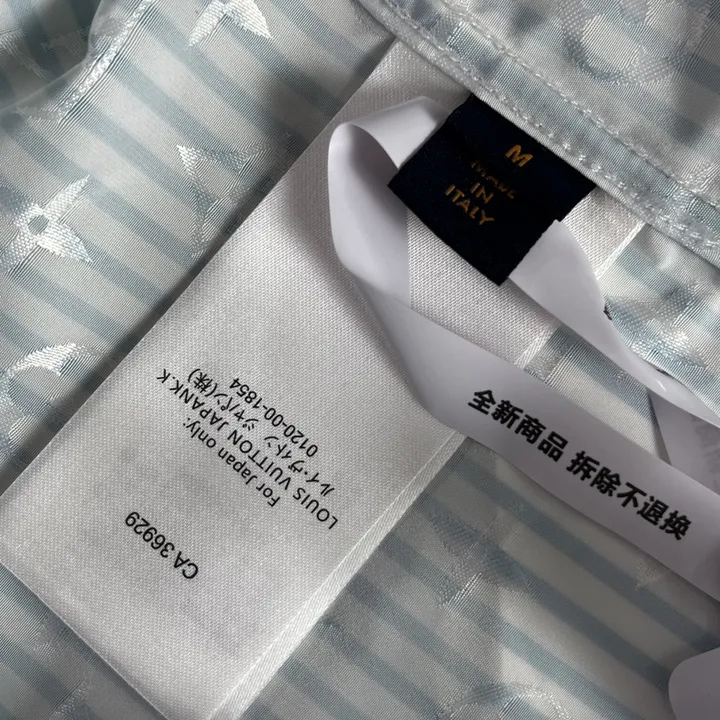 M
MADE
IN
ITALY
全新商品 拆除不退换
For Japan only:
LOUIS VUITTON JAPANK.K
ルイ・ヴィトン ジャパン(株)
0120-00-1854
CA 36929